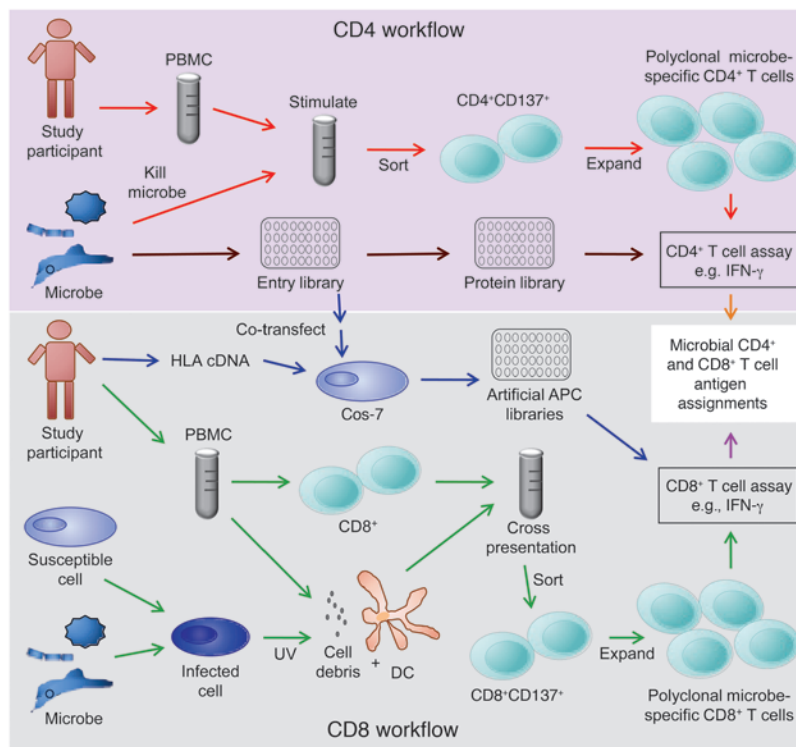 CD4 workflow
PBMC
Stimulate
CD4⁺CD137⁺
Polyclonal microbe-
specific CD4⁺ T cells
Study
participant
Kill
microbe
Sort
Expand
Microbe
Entry library
Protein library
CD4⁺ T cell assay
e.g. IFN-γ
Co-transfect
HLA cDNA
Cos-7
Artificial APC
libraries
Microbial CD4⁺
and CD8⁺ T cell
antigen
assignments
Study
participant
PBMC
CD8⁺
Cross
presentation
CD8⁺ T cell assay
e.g., IFN-γ
Susceptible
cell
Sort
Infected
cell
UV
Cell
debris
+
DC
CD8⁺CD137⁺
Expand
Polyclonal microbe-
specific CD8⁺ T cells
Microbe
CD8 workflow